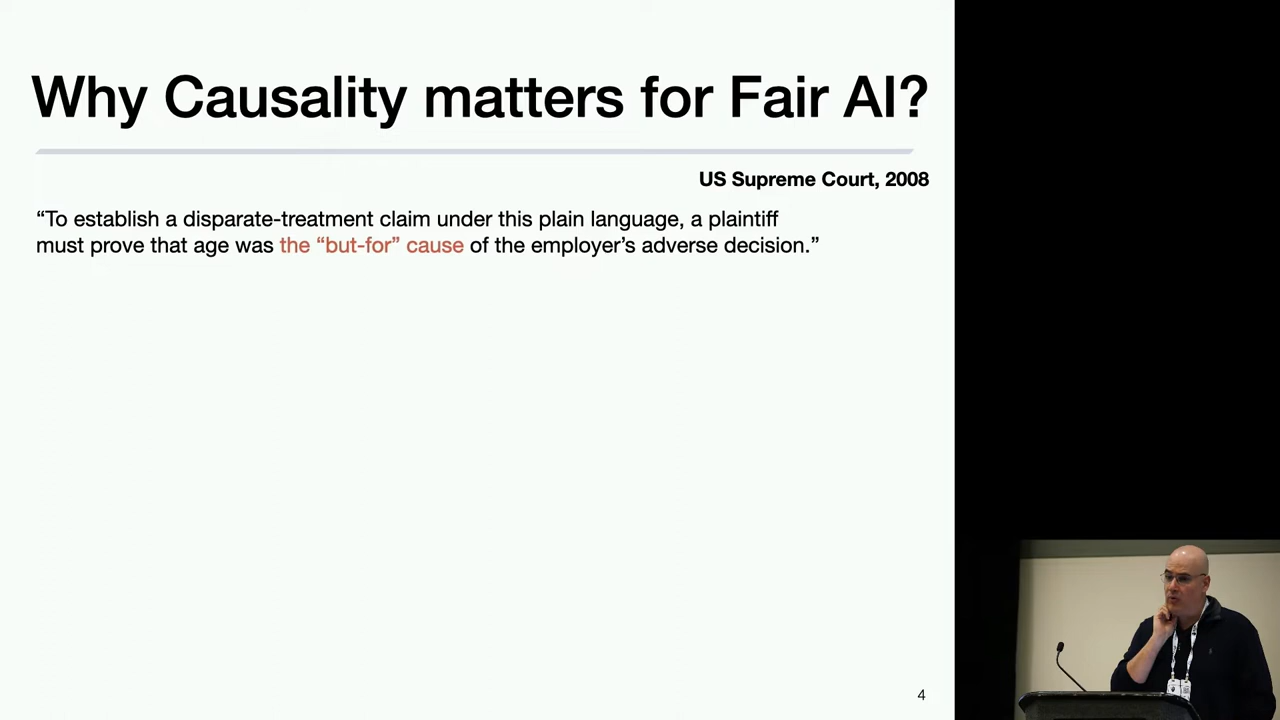 Why Causality matters for Fair AI?
US Supreme Court, 2008
“To establish a disparate-treatment claim under this plain language, a plaintiff
must prove that age was the “but-for” cause of the employer’s adverse decision.”
4